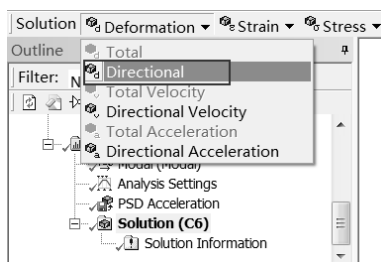 Solution Deformation Strain Stress
Outline
Total
Filter: N
Directional
Total Velocity
Directional Velocity
Total Acceleration
Directional Acceleration
Modal (Modal)
Analysis Settings
PSD Acceleration
Solution (C6)
Solution Information